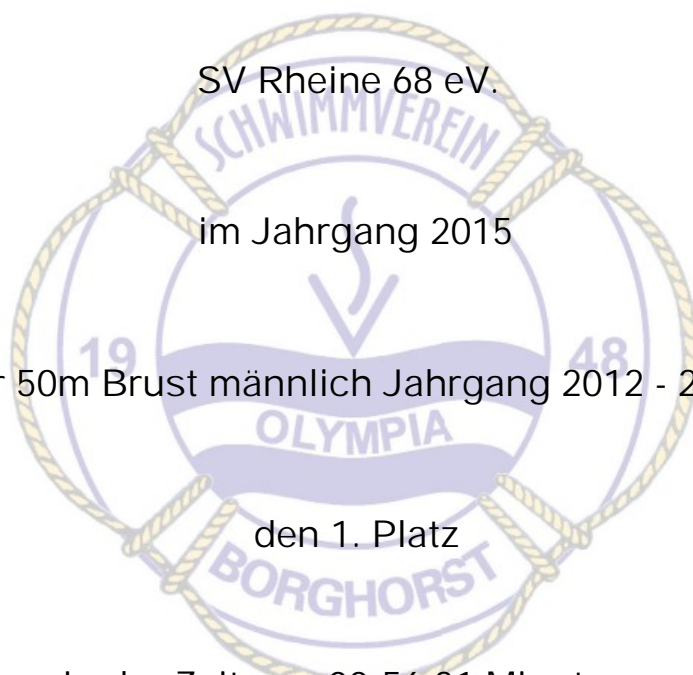 SV Rheine 68 eV.
SCHWIMMVEREIN
im Jahrgang 2015
19 48
r 50m Brust männlich Jahrgang 2012 - 2
OLYMPIA
den 1. Platz
BORGHORST